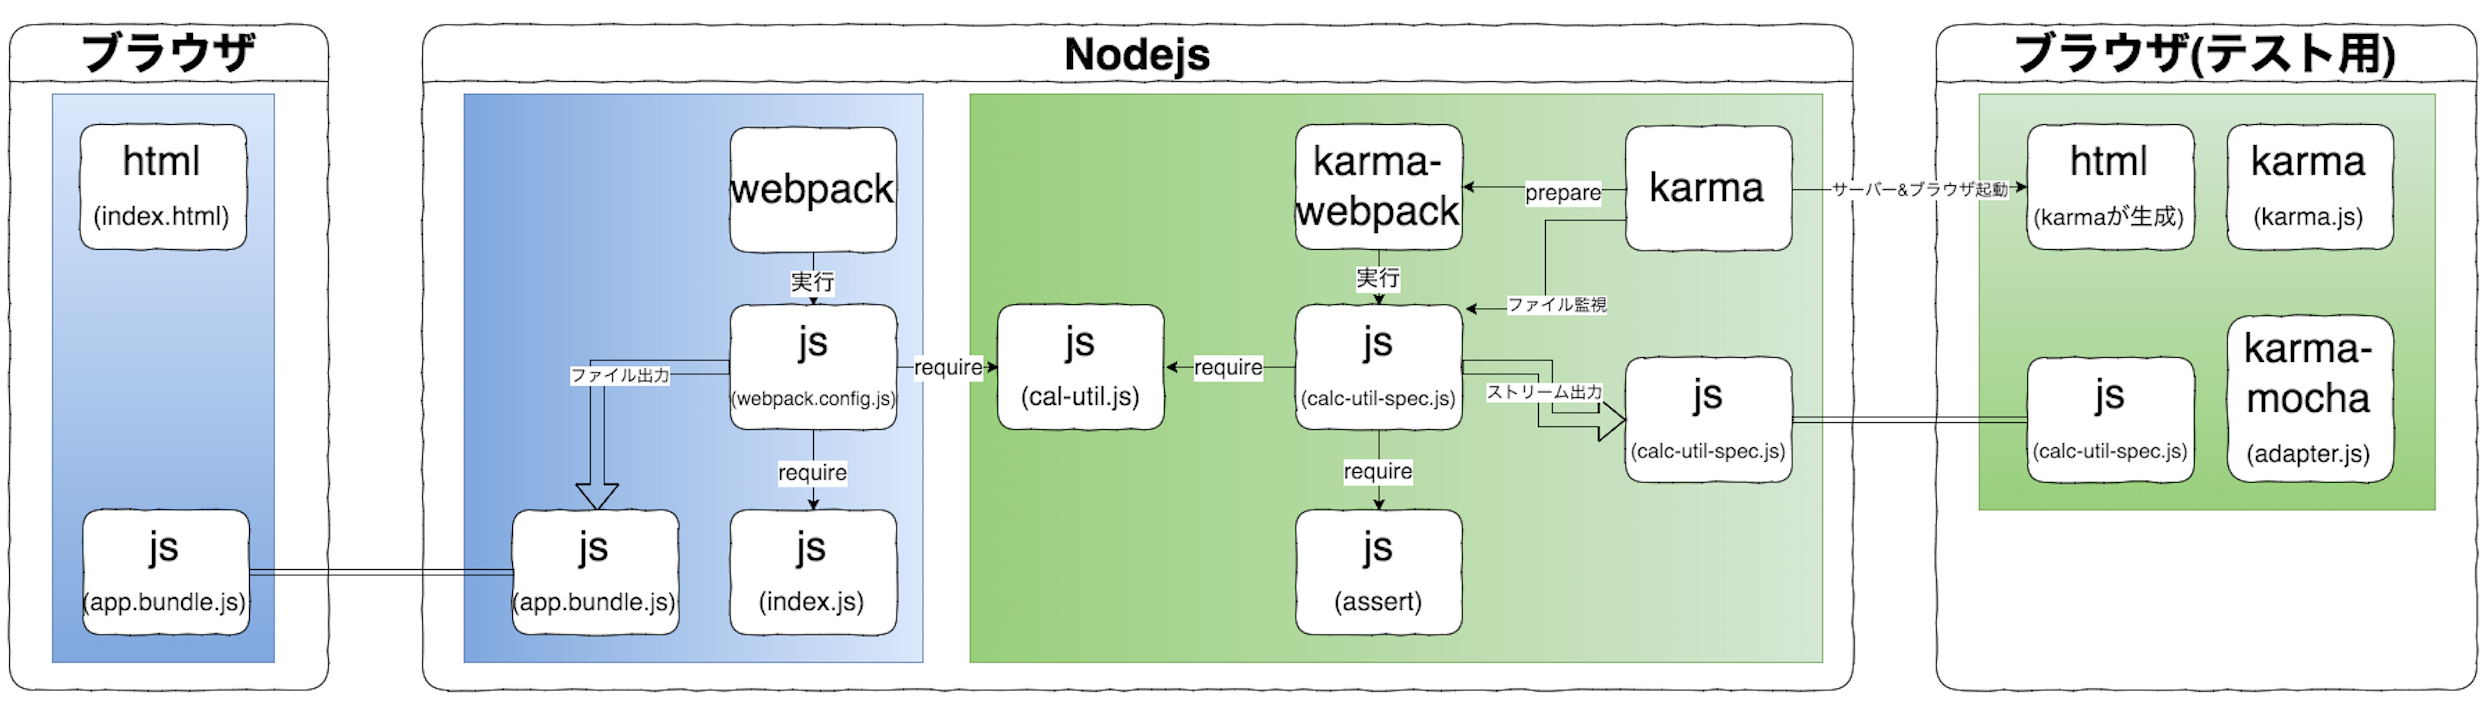 ブラウザ
html
(index.html)
js
(app.bundle.js)
Nodejs
webpack
実行
js
(webpack.config.js)
ファイル出力
require
require
js
(app.bundle.js)
js
(index.js)
js
(cal-util.js)
require
karma-
webpack
prepare
karma
実行
ファイル監視
js
(calc-util-spec.js)
ストリーム出力
js
(calc-util-spec.js)
require
js
(assert)
サーバー&ブラウザ起動
ブラウザ(テスト用)
html
(karmaが生成)
karma
(karma.js)
js
(calc-util-spec.js)
karma-
mocha
(adapter.js)